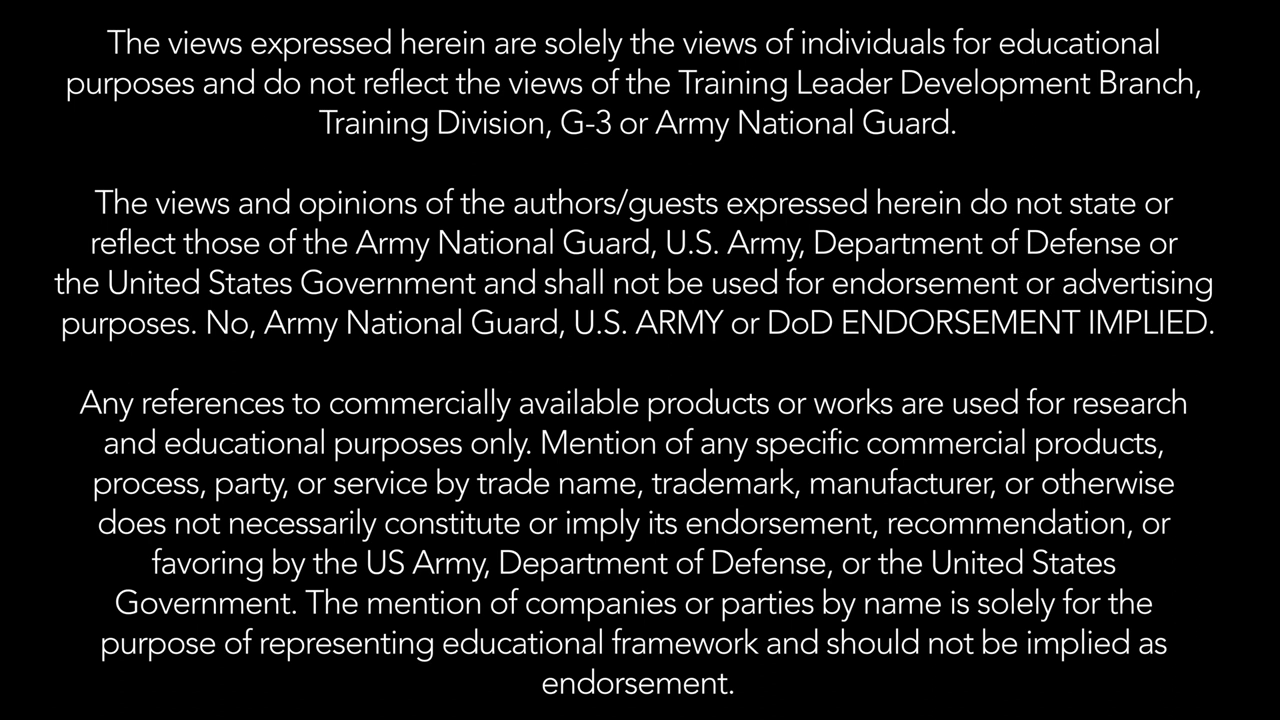 The views expressed herein are solely the views of individuals for educational
purposes and do not reflect the views of the Training Leader Development Branch,
Training Division, G-3 or Army National Guard.
The views and opinions of the authors/guests expressed herein do not state or
reflect those of the Army National Guard, U.S. Army, Department of Defense or
the United States Government and shall not be used for endorsement or advertising
purposes. No, Army National Guard, U.S. ARMY or DoD ENDORSEMENT IMPLIED.
Any references to commercially available products or works are used for research
and educational purposes only. Mention of any specific commercial products,
process, party, or service by trade name, trademark, manufacturer, or otherwise
does not necessarily constitute or imply its endorsement, recommendation, or
favoring by the US Army, Department of Defense, or the United States
Government. The mention of companies or parties by name is solely for the
purpose of representing educational framework and should not be implied as
endorsement.